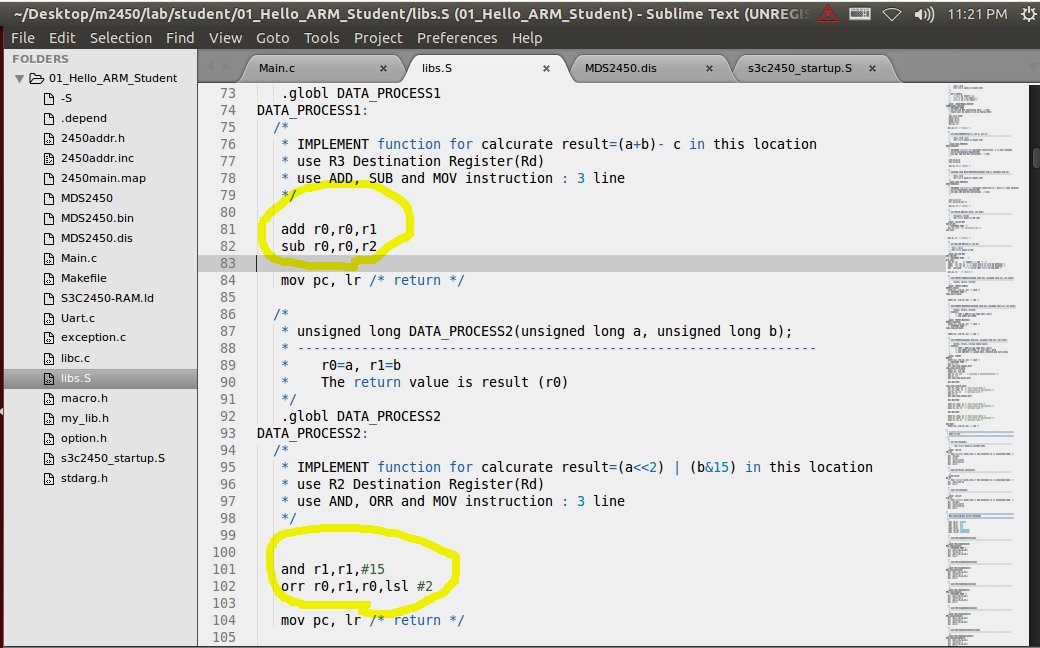 ~/Desktop/m2450/lab/student/01_Hello_ARM_Student/libs.S (01_Hello_ARM_Student) - Sublime Text (UNREGIS 11:21 PM
File Edit Selection Find View Goto Tools Project Preferences Help
FOLDERS
01_Hello_ARM_Student
-S
.depend
2450addr.h
2450addr.inc
2450main.map
MDS2450
MDS2450.bin
MDS2450.dis
Main.c
Makefile
S3C2450-RAM.ld
Uart.c
exception.c
libc.c
libs.S
macro.h
my_lib.h
option.h
s3c2450_startup.S
stdarg.h
Main.c × libs.S × MDS2450.dis × s3c2450_startup.S ×
73 .globl DATA_PROCESS1
74 DATA_PROCESS1:
75 /*
76 * IMPLEMENT function for calcurate result=(a+b)- c in this location
77 * use R3 Destination Register(Rd)
78 * use ADD, SUB and MOV instruction : 3 line
79 */
80
81 add r0,r0,r1
82 sub r0,r0,r2
83
84 mov pc, lr /* return */
85
86 /*
87 * unsigned long DATA_PROCESS2(unsigned long a, unsigned long b);
88 * -----------------------------------------------------------------
89 * r0=a, r1=b
90 * The return value is result (r0)
91 */
92 .globl DATA_PROCESS2
93 DATA_PROCESS2:
94 /*
95 * IMPLEMENT function for calcurate result=(a<<2) | (b&15) in this location
96 * use R2 Destination Register(Rd)
97 * use AND, ORR and MOV instruction : 3 line
98 */
99
100
101 and r1,r1,#15
102 orr r0,r1,r0,lsl #2
103
104 mov pc, lr /* return */
105